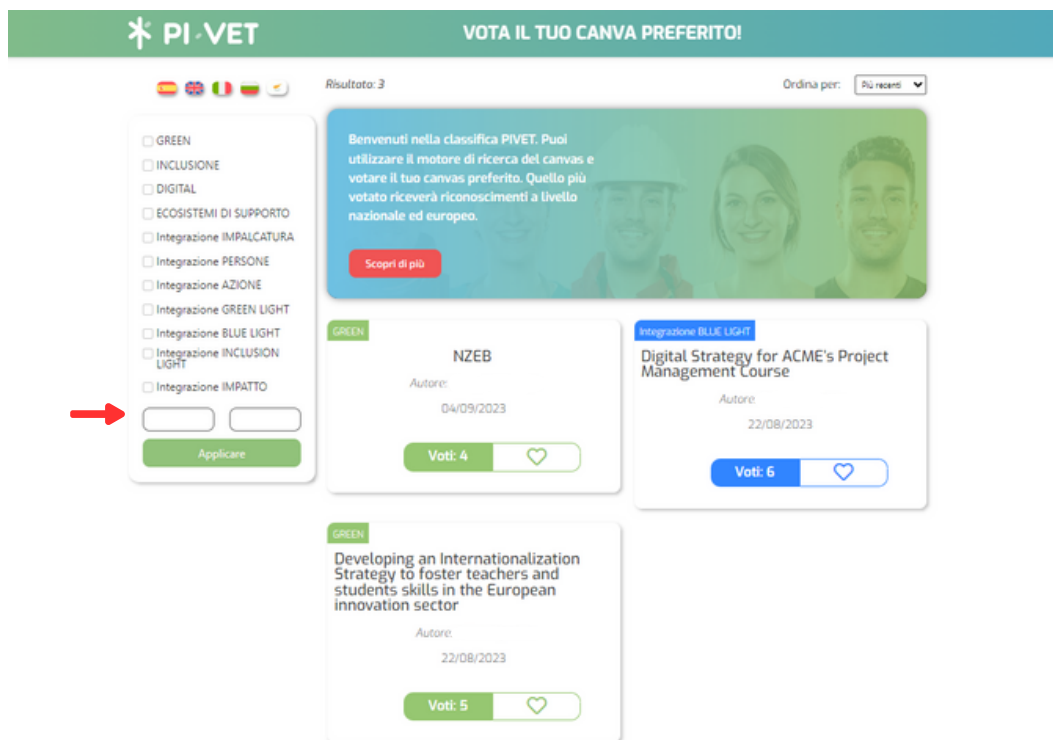 PI·VET
VOTA IL TUO CANVA PREFERITO!
Risultato: 3
Ordina per:
Più recenti
GREEN
INCLUSIONE
DIGITAL
ECOSISTEMI DI SUPPORTO
Integrazione IMPALCATURA
Integrazione PERSONE
Integrazione AZIONE
Integrazione GREEN LIGHT
Integrazione BLUE LIGHT
Integrazione INCLUSION
LIGHT
Integrazione IMPATTO
Applicare
Benvenuti nella classifica PIVET. Puoi
utilizzare il motore di ricerca del canvas e
votare il tuo canvas preferito. Quello più
votato riceverà riconoscimenti a livello
nazionale ed europeo.
Scopri di più
GREEN
NZEB
Autore:
04/09/2023
Voti: 4
Integrazione BLUE LIGHT
Digital Strategy for ACME's Project
Management Course
Autore:
22/08/2023
Voti: 6
GREEN
Developing an Internationalization
Strategy to foster teachers and
students skills in the European
innovation sector
Autore:
22/08/2023
Voti: 5